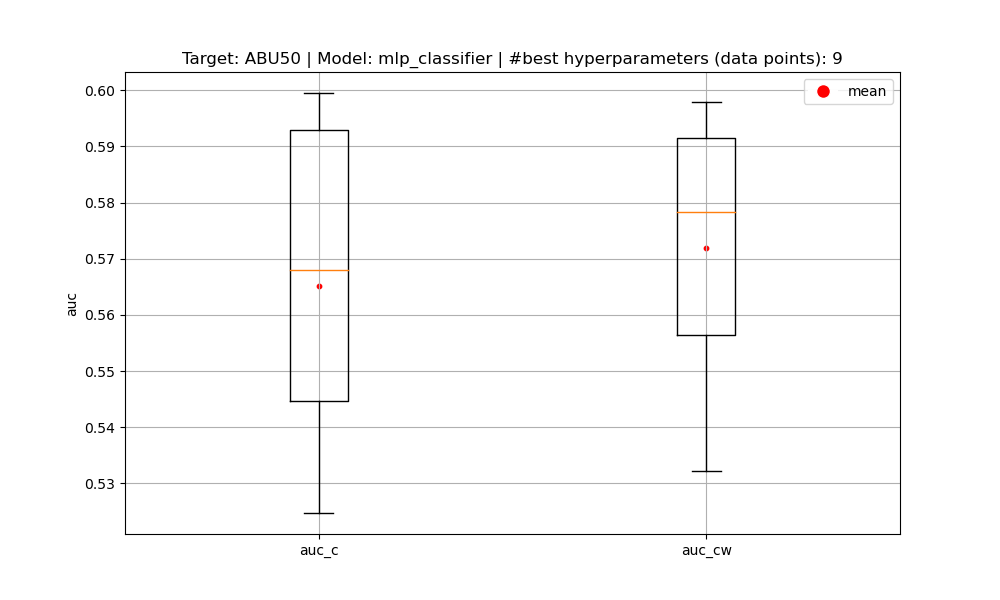 Target: ABU50 | Model: mlp_classifier | #best hyperparameters (data points): 9
mean
0.60
0.59
0.58
0.57
0.56
0.55
0.54
0.53
auc
auc_c
auc_cw